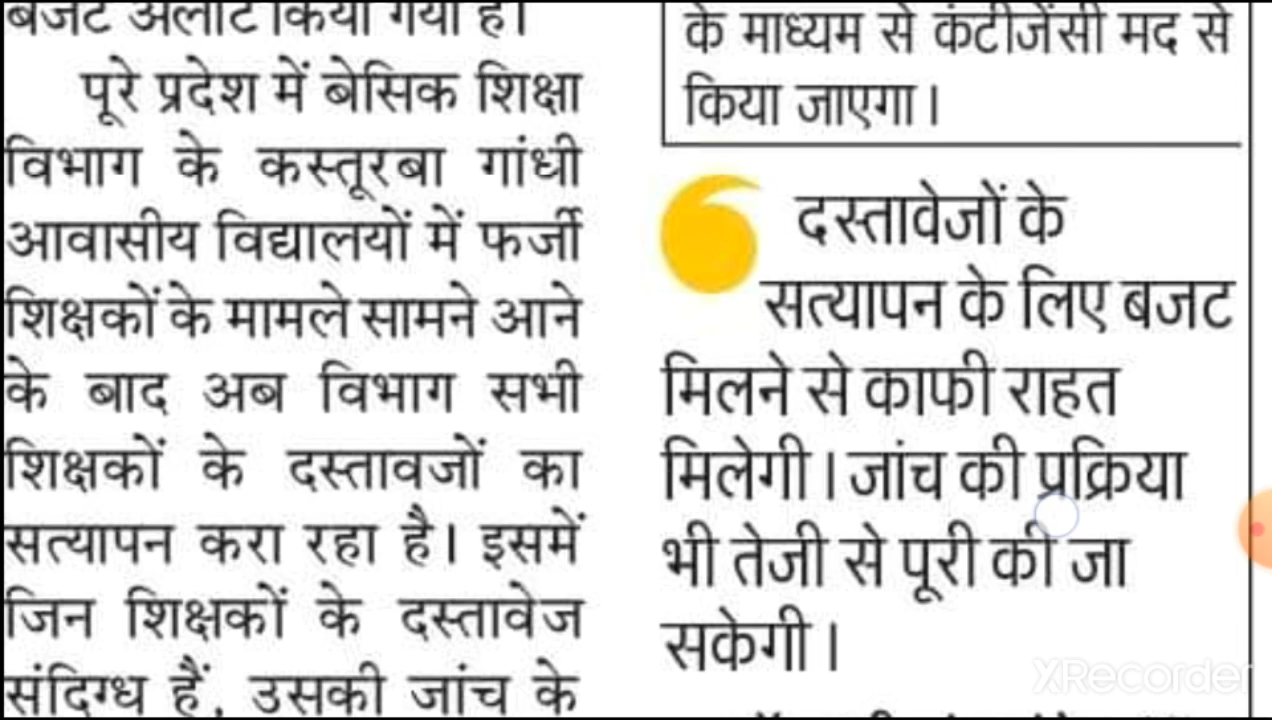 बजट अलाट किया गया है।
पूरे प्रदेश में बेसिक शिक्षा
विभाग के कस्तूरबा गांधी
आवासीय विद्यालयों में फर्जी
शिक्षकों के मामले सामने आने
के बाद अब विभाग सभी
शिक्षकों के दस्तावजों का
सत्यापन करा रहा है। इसमें
जिन शिक्षकों के दस्तावेज
संदिग्ध हैं, उसकी जांच के
के माध्यम से कंटीजेंसी मद से
किया जाएगा।
दस्तावेजों के
सत्यापन के लिए बजट
मिलने से काफी राहत
मिलेगी। जांच की प्रक्रिया
भी तेजी से पूरी की जा
सकेगी।
XRecorder